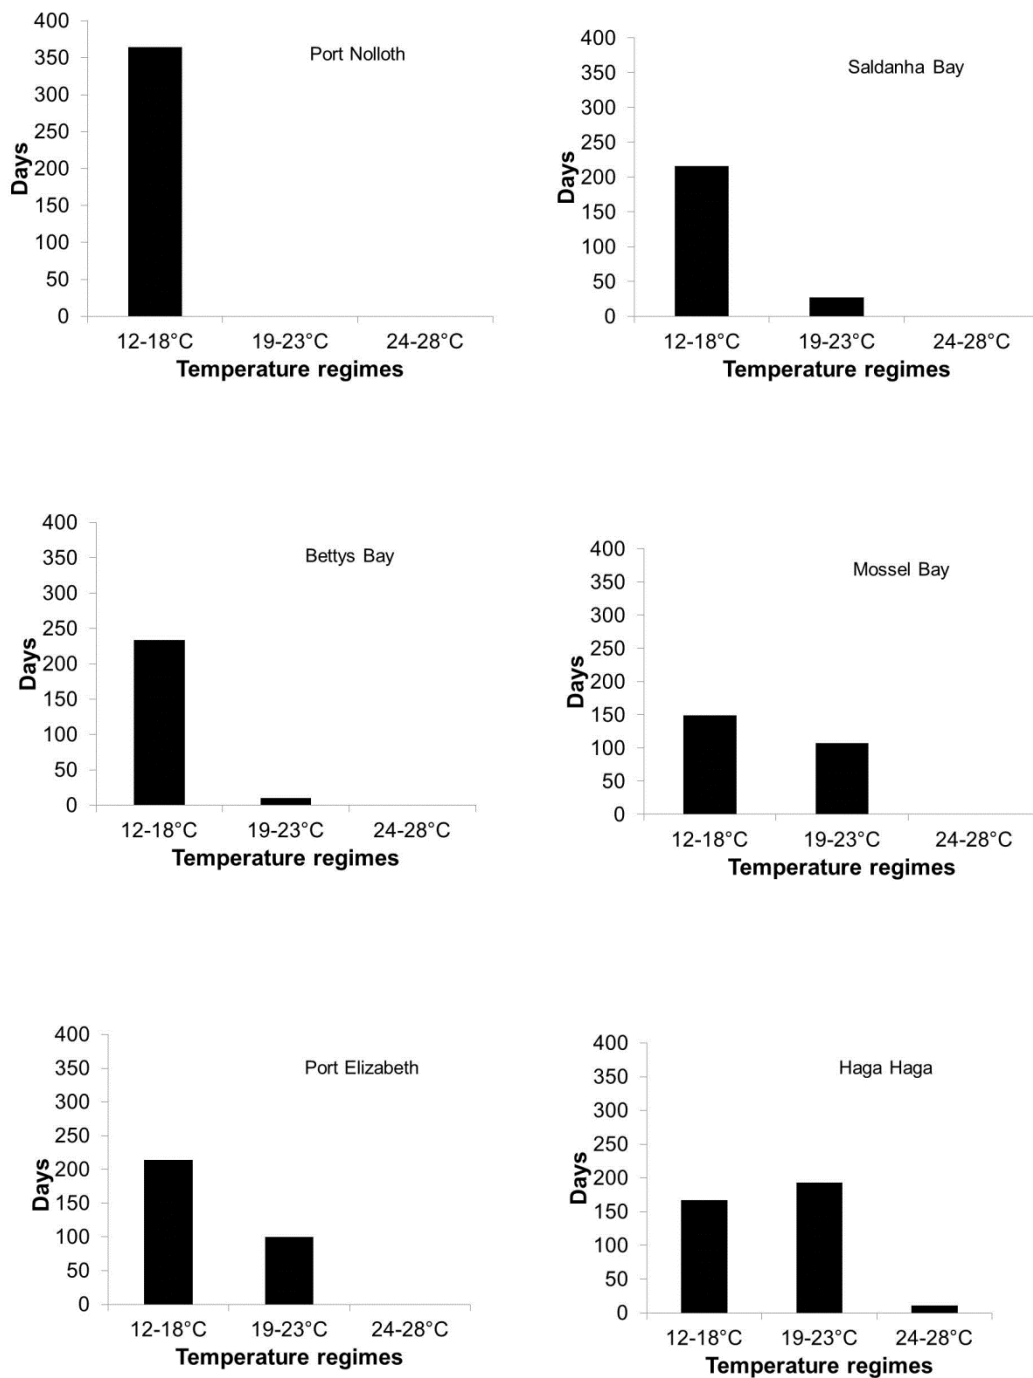 Port Nolloth
Days
400
350
300
250
200
150
100
50
0
12-18°C 19-23°C 24-28°C
Temperature regimes
Saldanha Bay
Days
400
350
300
250
200
150
100
50
0
12-18°C 19-23°C 24-28°C
Temperature regimes
Bettys Bay
Days
400
350
300
250
200
150
100
50
0
12-18°C 19-23°C 24-28°C
Temperature regimes
Mossel Bay
Days
400
350
300
250
200
150
100
50
0
12-18°C 19-23°C 24-28°C
Temperature regimes
Port Elizabeth
Days
400
350
300
250
200
150
100
50
0
12-18°C 19-23°C 24-28°C
Temperature regimes
Haga Haga
Days
400
350
300
250
200
150
100
50
0
12-18°C 19-23°C 24-28°C
Temperature regimes